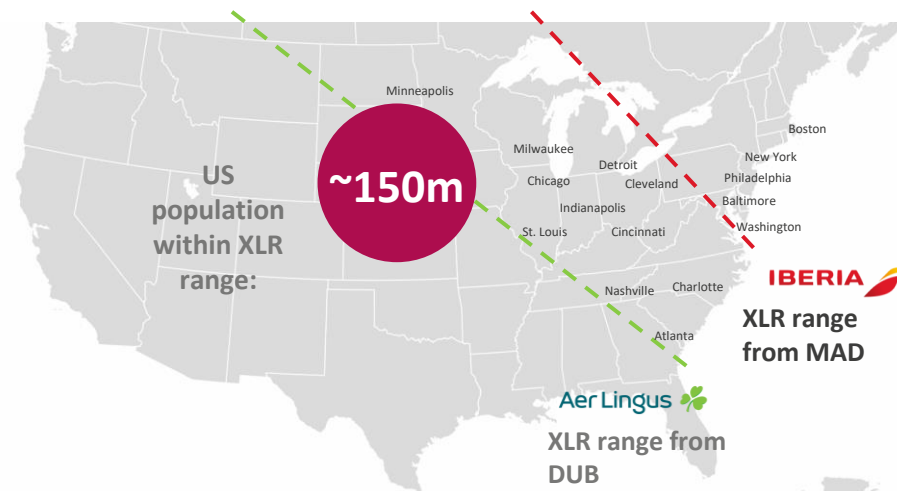 Minneapolis
Boston
Milwaukee
Detroit
New York
Chicago
Cleveland
Philadelphia
Baltimore
Indianapolis
St. Louis
Cincinnati
Washington
Nashville
Charlotte
Atlanta
US
population
within XLR
range:
~150m
IBERIA
XLR range
from MAD
Aer Lingus
XLR range from
DUB